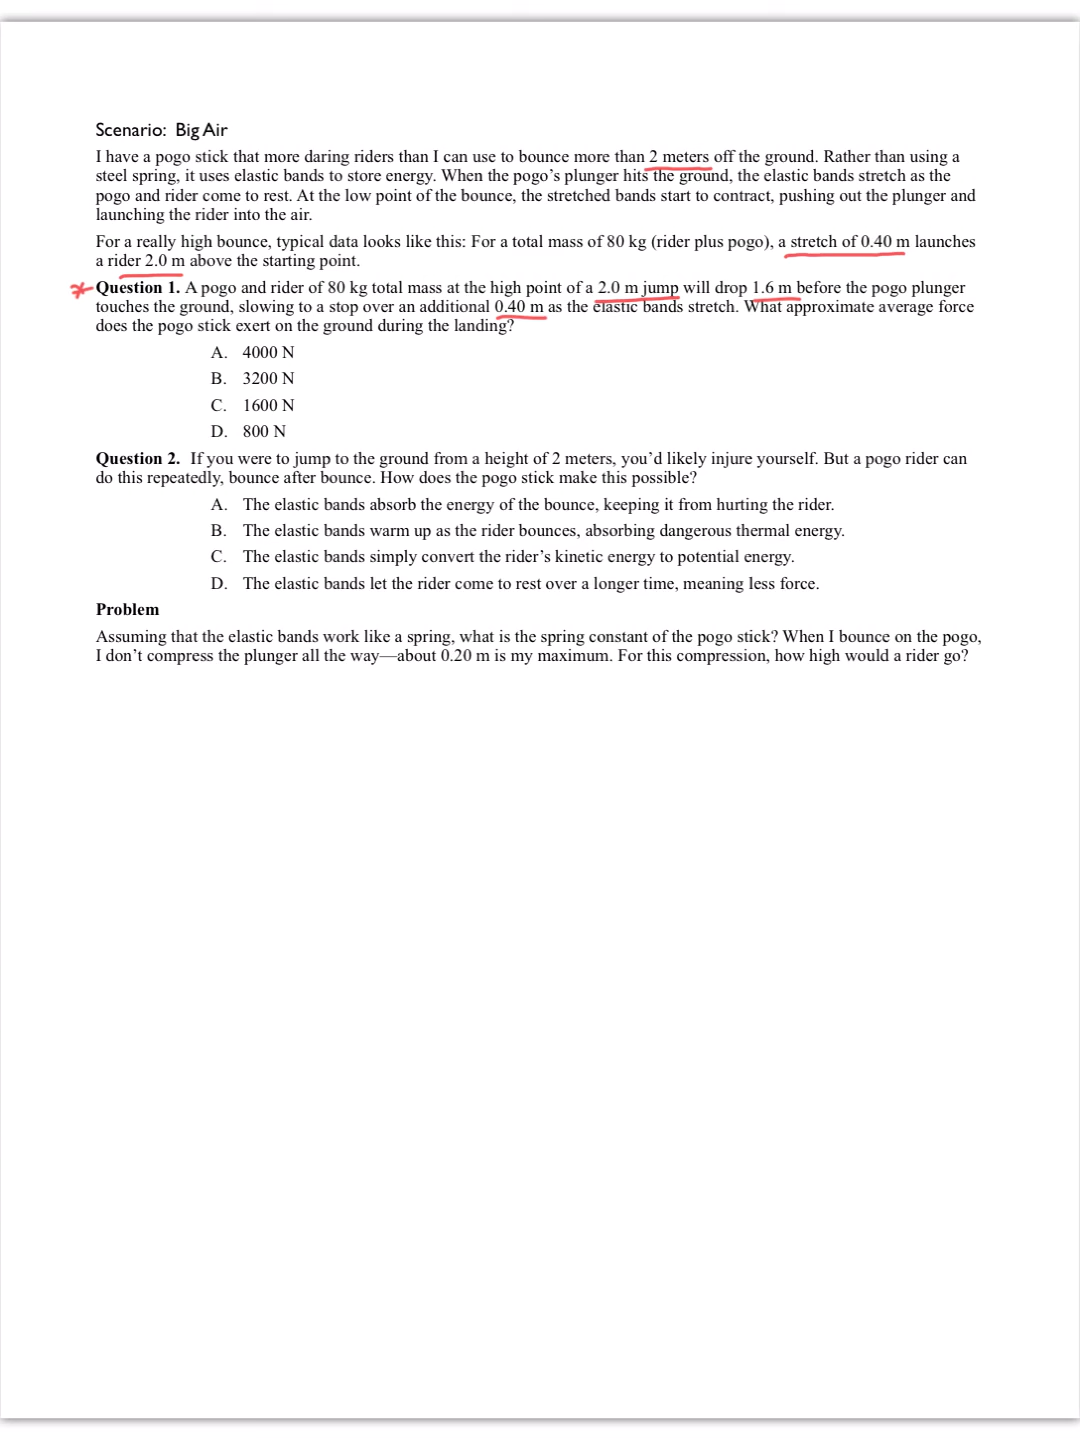 Scenario: Big Air
I have a pogo stick that more daring riders than I can use to bounce more than 2 meters off the ground. Rather than using a
steel spring, it uses elastic bands to store energy. When the pogo’s plunger hits the ground, the elastic bands stretch as the
pogo and rider come to rest. At the low point of the bounce, the stretched bands start to contract, pushing out the plunger and
launching the rider into the air.
For a really high bounce, typical data looks like this: For a total mass of 80 kg (rider plus pogo), a stretch of 0.40 m launches
a rider 2.0 m above the starting point.
Question 1. A pogo and rider of 80 kg total mass at the high point of a 2.0 m jump will drop 1.6 m before the pogo plunger
touches the ground, slowing to a stop over an additional 0.40 m as the elastic bands stretch. What approximate average force
does the pogo stick exert on the ground during the landing?
A. 4000 N
B. 3200 N
C. 1600 N
D. 800 N
Question 2. If you were to jump to the ground from a height of 2 meters, you’d likely injure yourself. But a pogo rider can
do this repeatedly, bounce after bounce. How does the pogo stick make this possible?
A. The elastic bands absorb the energy of the bounce, keeping it from hurting the rider.
B. The elastic bands warm up as the rider bounces, absorbing dangerous thermal energy.
C. The elastic bands simply convert the rider’s kinetic energy to potential energy.
D. The elastic bands let the rider come to rest over a longer time, meaning less force.
Problem
Assuming that the elastic bands work like a spring, what is the spring constant of the pogo stick? When I bounce on the pogo,
I don’t compress the plunger all the way—about 0.20 m is my maximum. For this compression, how high would a rider go?